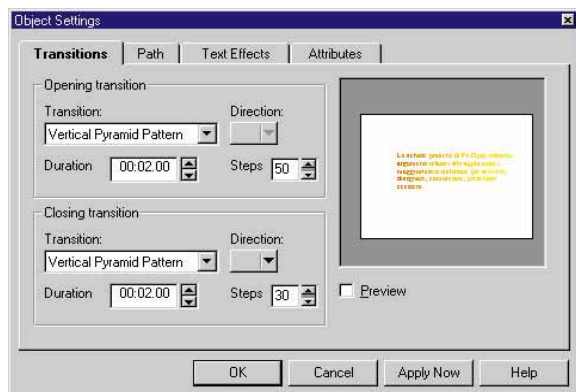 Object Settings
Transitions Path Text Effects Attributes
Opening transition
Transition: Direction:
Vertical Pyramid Pattern
Duration 00:02.00 Steps 50
Closing transition
Transition: Direction:
Vertical Pyramid Pattern
Duration 00:02.00 Steps 30
Preview
OK Cancel Apply Now Help